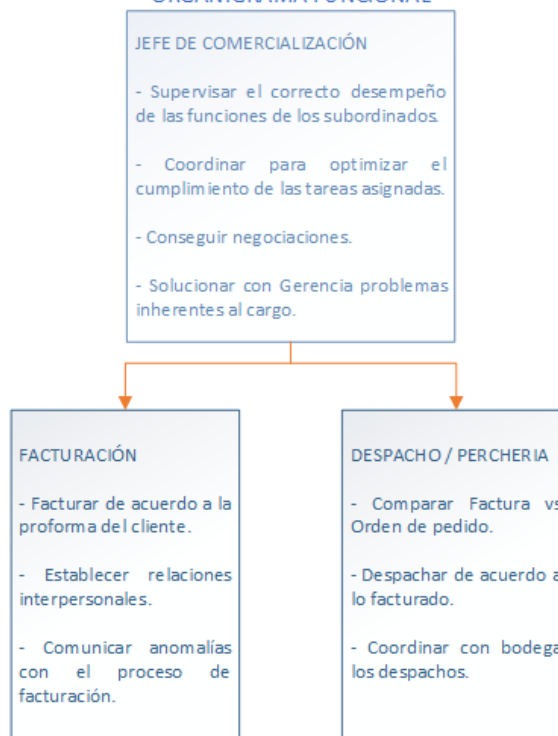 ORGANIGRAMA FUNCIONAL
JEFE DE COMERCIALIZACIÓN
- Supervisar el correcto desempeño
de las funciones de los subordinados.
- Coordinar para optimizar el
cumplimiento de las tareas asignadas.
- Conseguir negociaciones.
- Solucionar con Gerencia problemas
inherentes al cargo.
FACTURACIÓN
- Facturar de acuerdo a la
proforma del cliente.
- Establecer relaciones
interpersonales.
- Comunicar anomalías
con el proceso de
facturación.
DESPACHO / PERCHERIA
- Comparar Factura vs
Orden de pedido.
- Despachar de acuerdo a
lo facturado.
- Coordinar con bodega
los despachos.